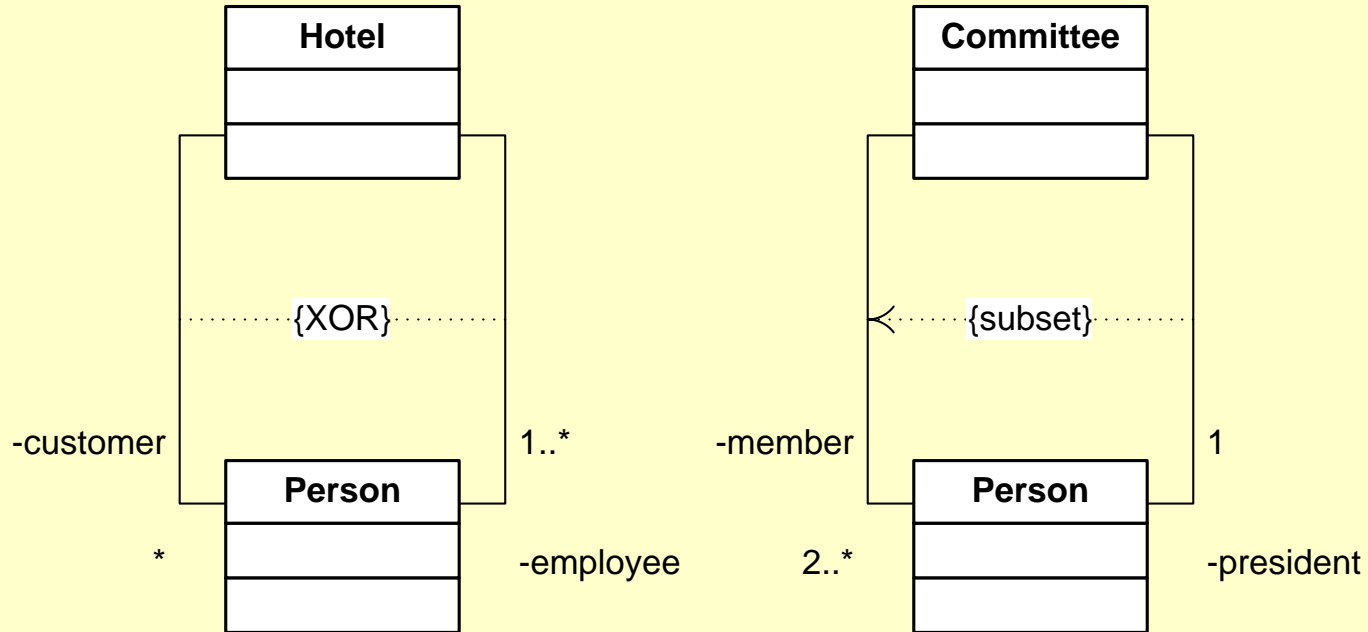 Hotel
Committee
{XOR}
{subset}
-customer
1..*
-member
1
Person
Person
*
-employee
2..*
-president